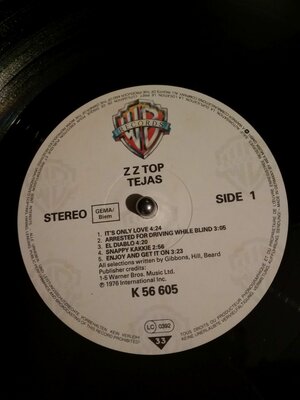 WB
RECORDS
Z Z TOP
TEJAS
STEREO
GEMA/
Biem
SIDE 1
1. IT'S ONLY LOVE 4:24
2. ARRESTED FOR DRIVING WHILE BLIND 3:05
3. EL DIABLO 4:20
4. SNAPPY KAKKIE 2:56
5. ENJOY AND GET IT ON 3:23
All selections written by Gibbons, Hill, Beard
Publisher credits:
1-5 Warner Bros. Music Ltd.
℗ 1976 International Inc.
K 56 605
LC 0392
33